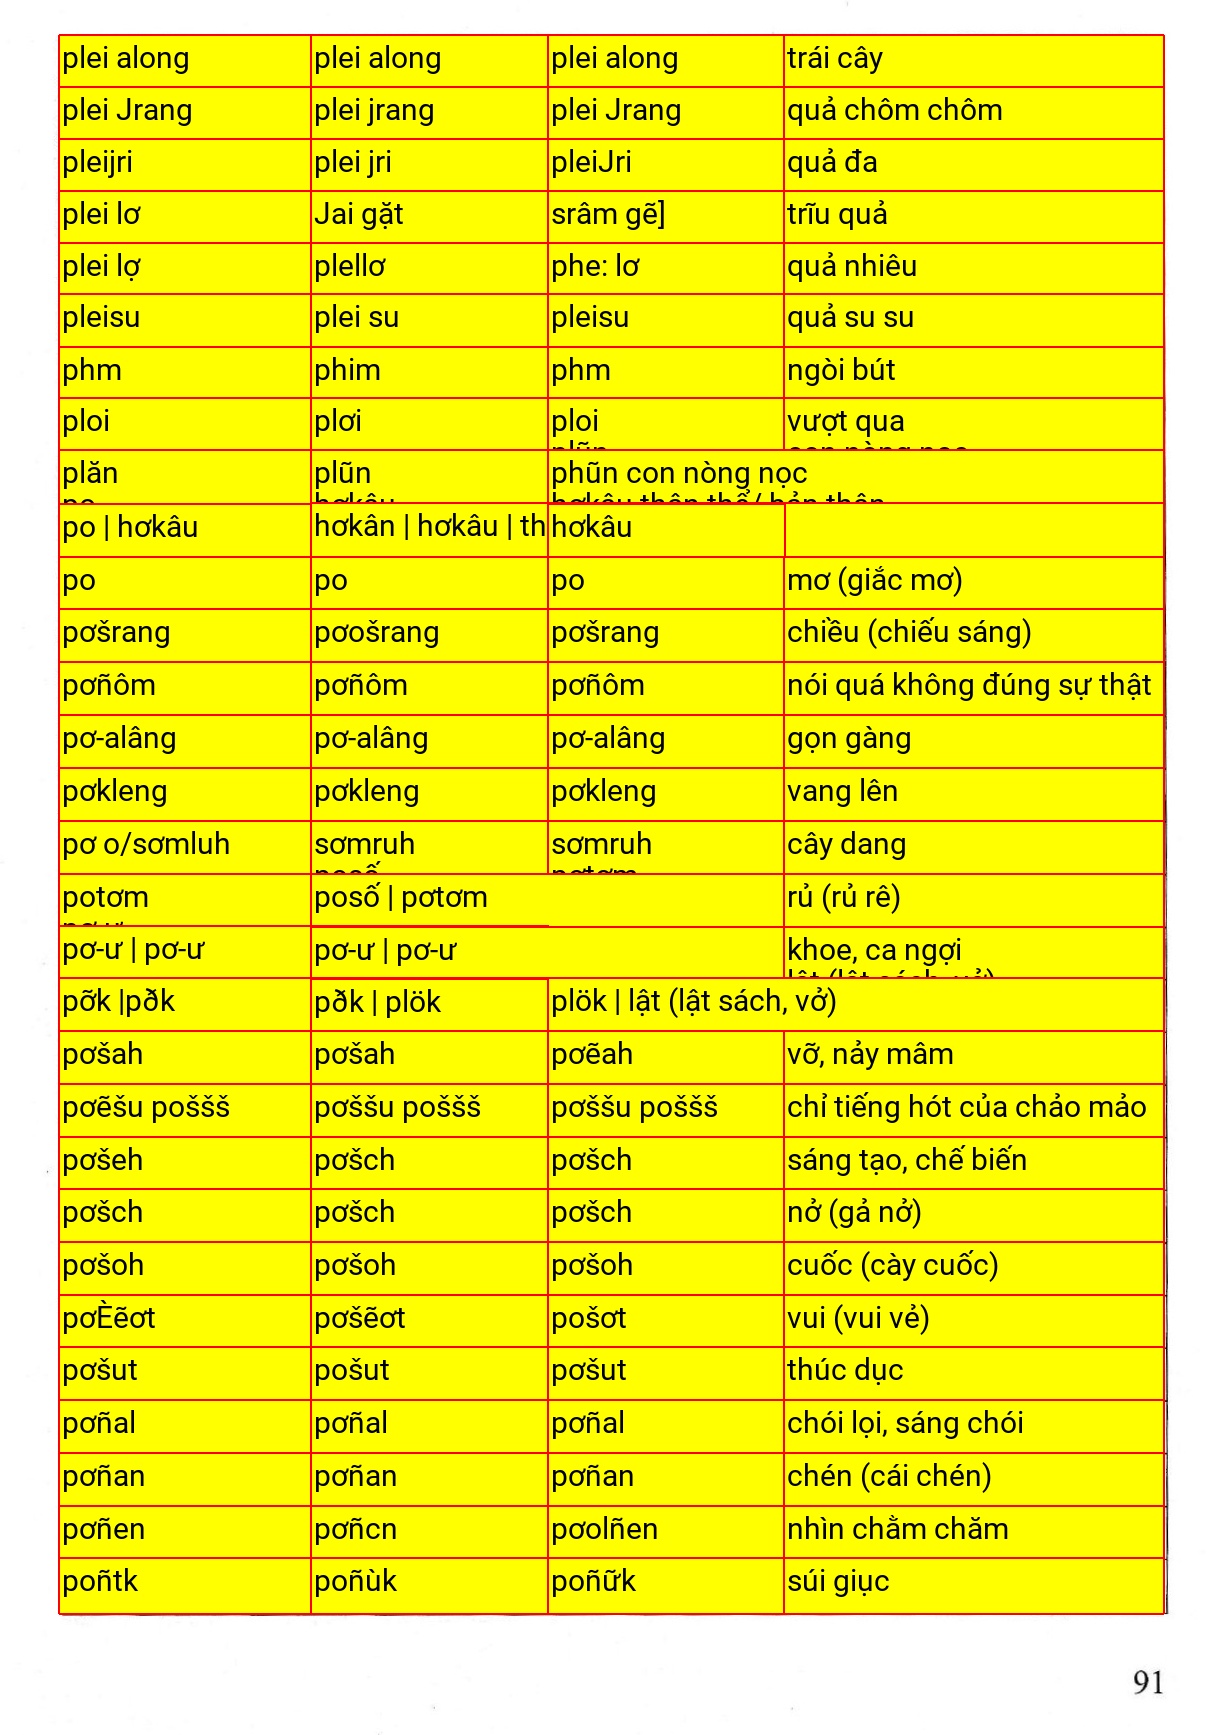 plei along plei along plei along trái cây
plei Jrang plei jrang plei Jrang quả chôm chôm
pleijri plei jri pleiJri quả đa
plei lơ Jai gặt srâm gẽ] trĩu quả
plei lợ plellơ phe: lơ quả nhiêu
pleisu plei su pleisu quả su su
phm phim phm ngòi bút
ploi plơi ploi vượt qua
plăn plũn phũn con nòng nọc
po | hơkâu hơkân | hơkâu | th hơkâu
po po po mơ (giắc mơ)
pơšrang pơošrang pơšrang chiều (chiếu sáng)
pơñôm pơñôm pơñôm nói quá không đúng sự thật
pơ-alâng pơ-alâng pơ-alâng gọn gàng
pơkleng pơkleng pơkleng vang lên
pơ o/sơmluh sơmruh sơmruh cây dang
potơm posố | pơtơm rủ (rủ rê)
pơ-ư | pơ-ư pơ-ư | pơ-ư khoe, ca ngợi
pỡk |pðk pðk | plök plök | lật (lật sách, vở)
pơšah pơšah pơẽah vỡ, nảy mâm
pơẽšu poššš pơššu poššš pơššu poššš chỉ tiếng hót của chảo mảo
pơšeh pơšch pơšch sáng tạo, chế biến
pơšch pơšch pơšch nở (gả nở)
pơšoh pơšoh pơšoh cuốc (cày cuốc)
pơÈẽơt pơšẽơt pošơt vui (vui vẻ)
pơšut pošut pơšut thúc dục
pơñal pơñal pơñal chói lọi, sáng chói
pơñan pơñan pơñan chén (cái chén)
pơñen pơñcn pơolñen nhìn chằm chăm
poñtk poñùk poñữk súi giục
91